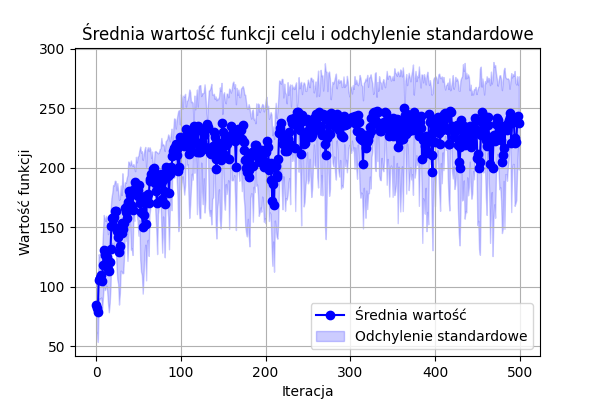 Średnia wartość funkcji celu i odchylenie standardowe
300
250
200
150
100
50
Wartość funkcji
0 100 200 300 400 500
Iteracja
Średnia wartość
Odchylenie standardowe